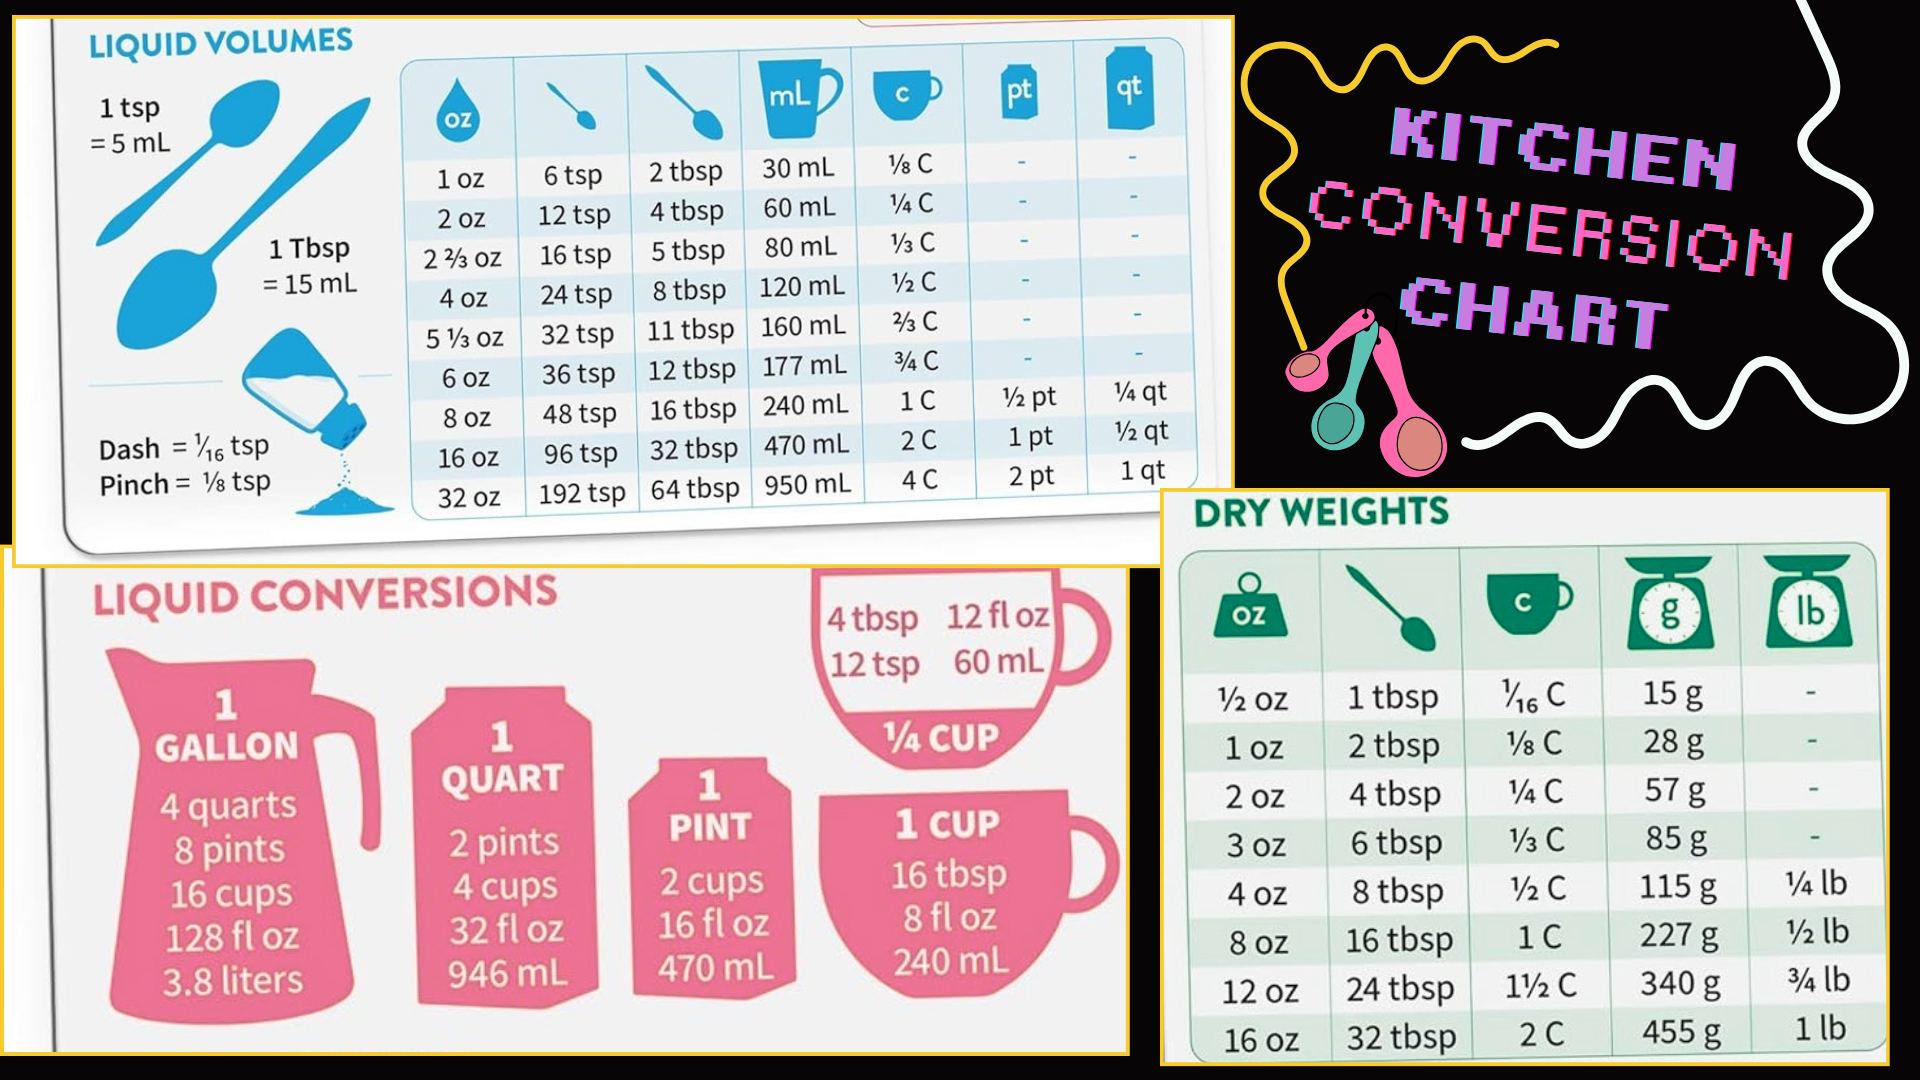 LIQUID VOLUMES
1 tsp
= 5 mL
1 Tbsp
= 15 mL
Dash = 1/16 tsp
Pinch = ⅛ tsp
oz mL c pt qt
1 oz 6 tsp 2 tbsp 30 mL ⅛ C - -
2 oz 12 tsp 4 tbsp 60 mL ¼ C - -
2 ⅔ oz 16 tsp 5 tbsp 80 mL ⅓ C - -
4 oz 24 tsp 8 tbsp 120 mL ½ C - -
5 ⅓ oz 32 tsp 11 tbsp 160 mL ⅔ C - -
6 oz 36 tsp 12 tbsp 177 mL ¾ C - -
8 oz 48 tsp 16 tbsp 240 mL 1 C ½ pt ¼ qt
16 oz 96 tsp 32 tbsp 470 mL 2 C 1 pt ½ qt
32 oz 192 tsp 64 tbsp 950 mL 4 C 2 pt 1 qt
KITCHEN
CONVERSION
CHART
LIQUID CONVERSIONS
1
GALLON
4 quarts
8 pints
16 cups
128 fl oz
3.8 liters
1
QUART
2 pints
4 cups
32 fl oz
946 mL
1
PINT
2 cups
16 fl oz
470 mL
4 tbsp 12 fl oz
12 tsp 60 mL
¼ CUP
1 CUP
16 tbsp
8 fl oz
240 mL
DRY WEIGHTS
oz c g lb
½ oz 1 tbsp 1/16 C 15 g -
1 oz 2 tbsp ⅛ C 28 g -
2 oz 4 tbsp ¼ C 57 g -
3 oz 6 tbsp ⅓ C 85 g -
4 oz 8 tbsp ½ C 115 g ¼ lb
8 oz 16 tbsp 1 C 227 g ½ lb
12 oz 24 tbsp 1½ C 340 g ¾ lb
16 oz 32 tbsp 2 C 455 g 1 lb